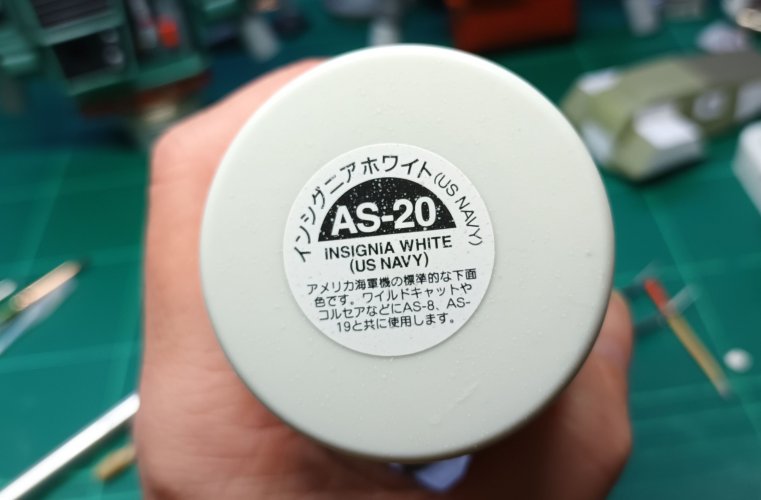 インシグニアホワイト(US NAVY)
AS-20
iNSIGNiA WHiTE
(US NAVY)
アメリカ海軍機の標準的な下面
色です。ワイルドキャットや
コルセアなどにAS-8、AS-
19と共に使用します。